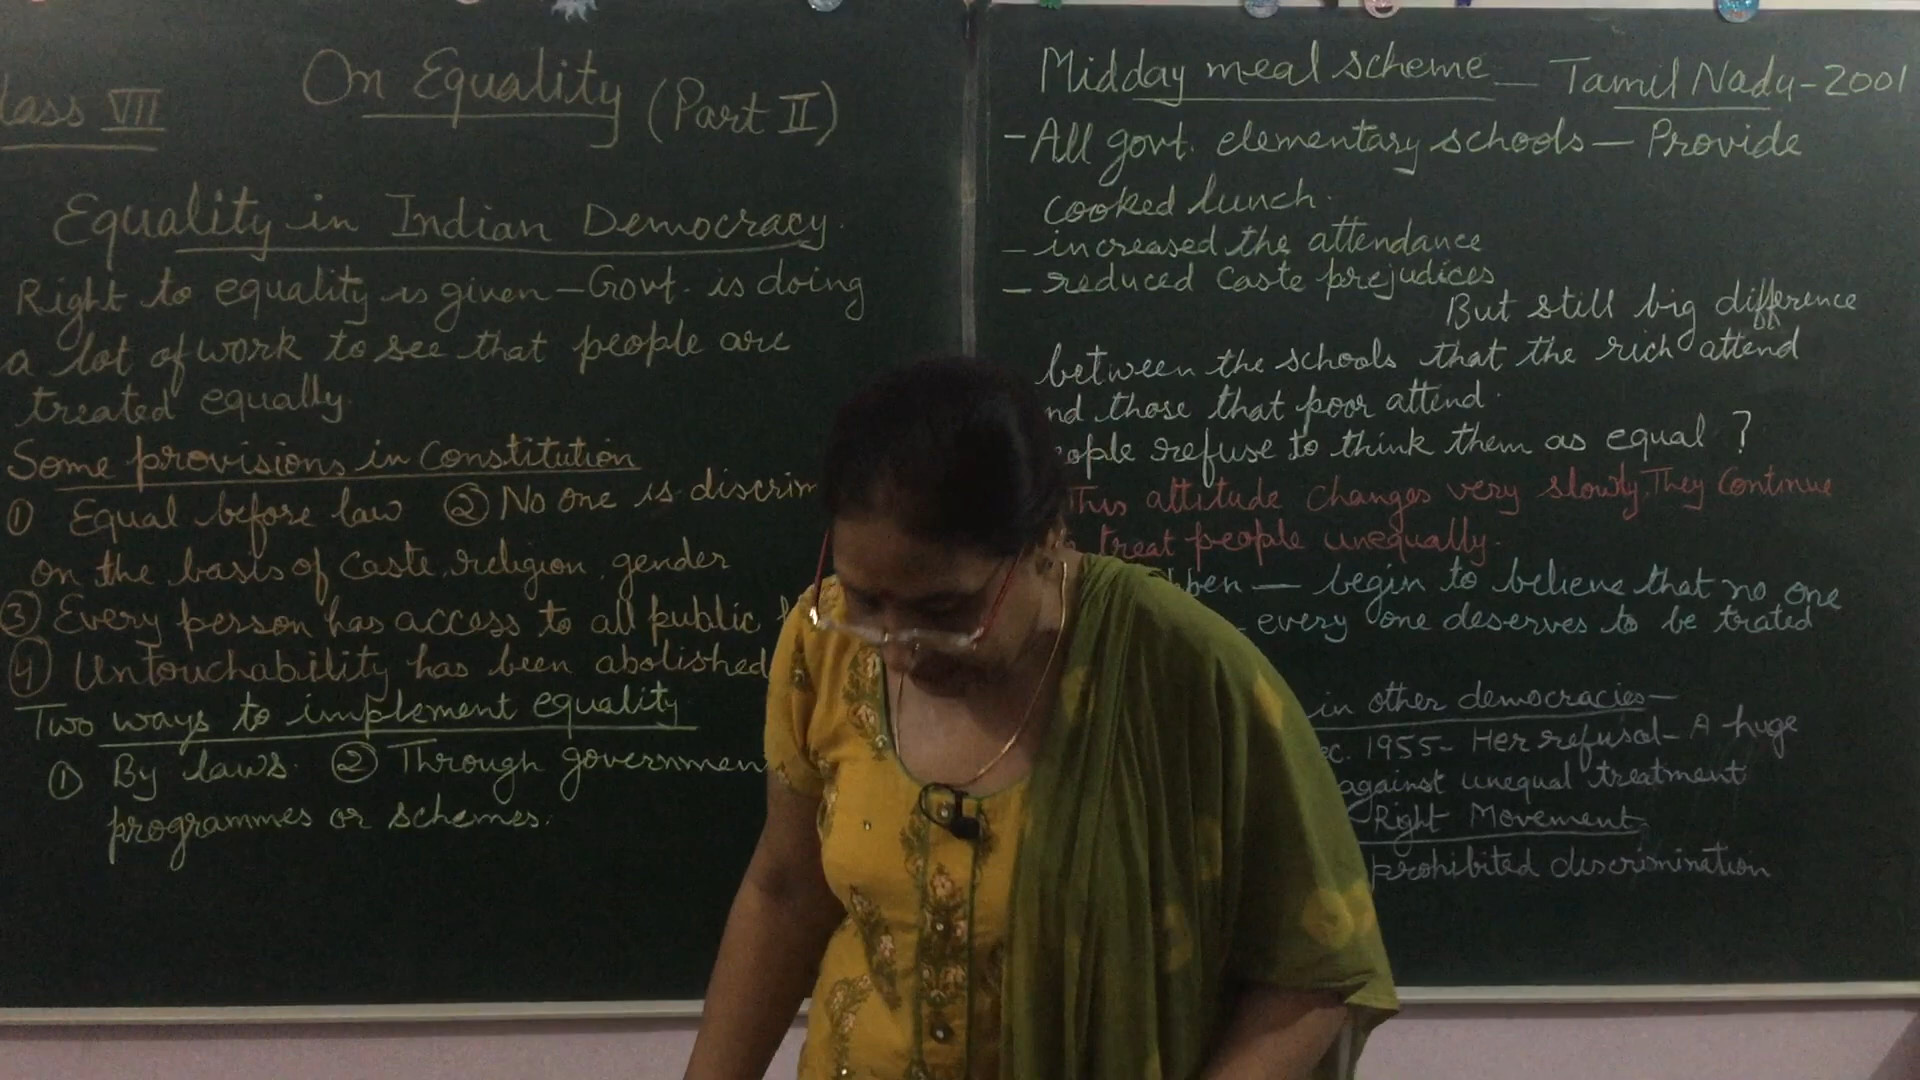 On Equality (Part II)
Class VII
Equality in Indian Democracy.
Right to equality is given - Govt. is doing
a lot of work to see that people are
treated equally.
Some provisions in Constitution
① Equal before law ② No one is discrim
on the basis of caste, religion, gender
③ Every person has access to all public
④ Untouchability has been abolished
Two ways to implement equality
① By laws. ② Through governmen
programmes or schemes.
Midday meal scheme - Tamil Nadu - 2001
- All govt. elementary schools - Provide
cooked lunch.
- increased the attendance
- reduced caste prejudices
But still big difference
between the schools that the rich attend
nd those that poor attend.
ople refuse to think them as equal ?
This attitude changes very slowly. They continue
treat people unequally.
ppen - begin to believe that no one
- every one deserves to be trated
in other democracies -
ec. 1955 - Her refusal - A huge
against unequal treatment
Right Movement
prohibited discrimination